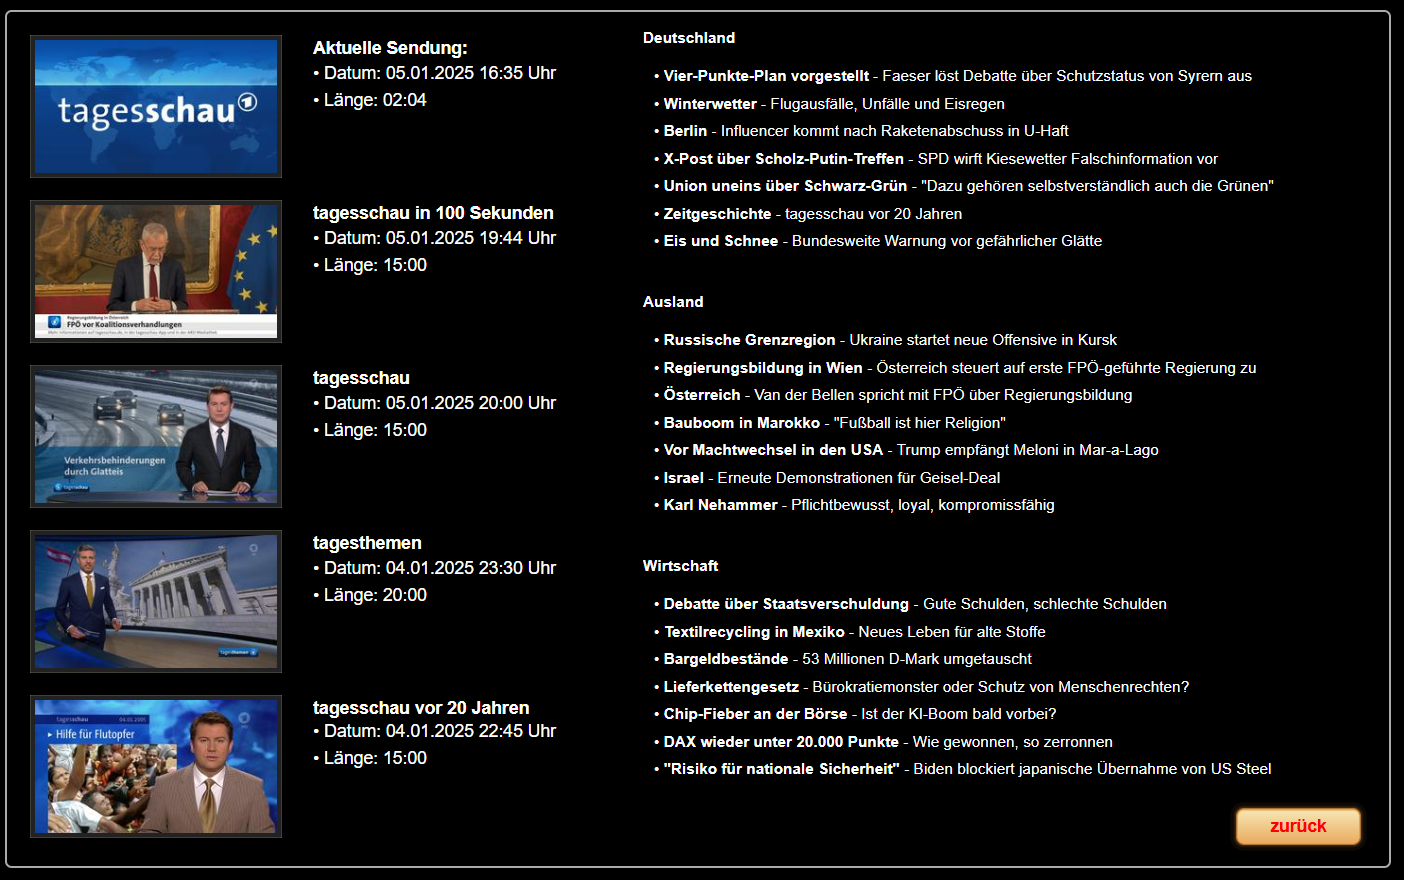 tagesschau
Aktuelle Sendung:
• Datum: 05.01.2025 16:35 Uhr
• Länge: 02:04
Regierungsbildung in Österreich
FPÖ vor Koalitionsverhandlungen
tagesschau in 100 Sekunden
• Datum: 05.01.2025 19:44 Uhr
• Länge: 15:00
Verkehrsbehinderungen
durch Glatteis
tagesschau
tagesschau
• Datum: 05.01.2025 20:00 Uhr
• Länge: 15:00
tagesthemen
tagesthemen
• Datum: 04.01.2025 23:30 Uhr
• Länge: 20:00
tagesschau 04.01.2005
▸ Hilfe für Flutopfer
tagesschau vor 20 Jahren
• Datum: 04.01.2025 22:45 Uhr
• Länge: 15:00
Deutschland
• Vier-Punkte-Plan vorgestellt - Faeser löst Debatte über Schutzstatus von Syrern aus
• Winterwetter - Flugausfälle, Unfälle und Eisregen
• Berlin - Influencer kommt nach Raketenabschuss in U-Haft
• X-Post über Scholz-Putin-Treffen - SPD wirft Kiesewetter Falschinformation vor
• Union uneins über Schwarz-Grün - "Dazu gehören selbstverständlich auch die Grünen"
• Zeitgeschichte - tagesschau vor 20 Jahren
• Eis und Schnee - Bundesweite Warnung vor gefährlicher Glätte
Ausland
• Russische Grenzregion - Ukraine startet neue Offensive in Kursk
• Regierungsbildung in Wien - Österreich steuert auf erste FPÖ-geführte Regierung zu
• Österreich - Van der Bellen spricht mit FPÖ über Regierungsbildung
• Bauboom in Marokko - "Fußball ist hier Religion"
• Vor Machtwechsel in den USA - Trump empfängt Meloni in Mar-a-Lago
• Israel - Erneute Demonstrationen für Geisel-Deal
• Karl Nehammer - Pflichtbewusst, loyal, kompromissfähig
Wirtschaft
• Debatte über Staatsverschuldung - Gute Schulden, schlechte Schulden
• Textilrecycling in Mexiko - Neues Leben für alte Stoffe
• Bargeldbestände - 53 Millionen D-Mark umgetauscht
• Lieferkettengesetz - Bürokratiemonster oder Schutz von Menschenrechten?
• Chip-Fieber an der Börse - Ist der KI-Boom bald vorbei?
• DAX wieder unter 20.000 Punkte - Wie gewonnen, so zerronnen
• "Risiko für nationale Sicherheit" - Biden blockiert japanische Übernahme von US Steel
zurück